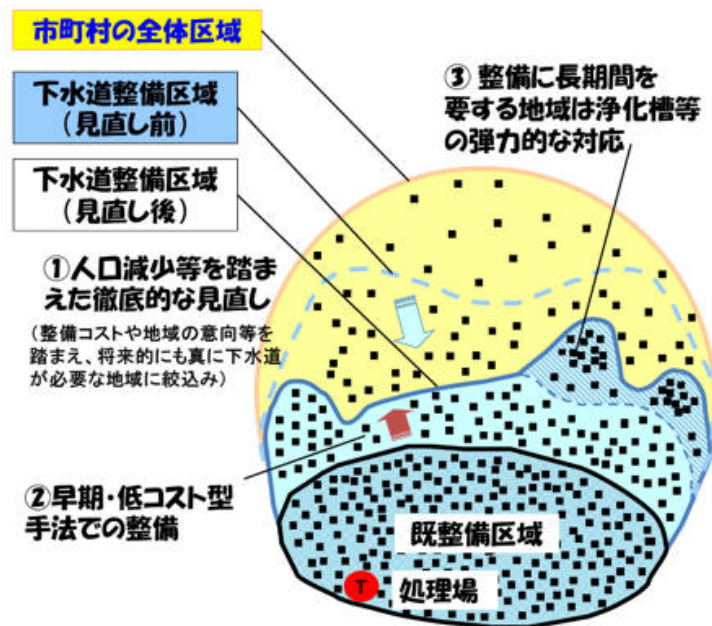 市町村の全体区域
下水道整備区域
（見直し前）
下水道整備区域
（見直し後）
③ 整備に長期間を
要する地域は浄化槽等
の弾力的な対応
①人口減少等を踏ま
えた徹底的な見直し
（整備コストや地域の意向等を
踏まえ、将来的にも真に下水道
が必要な地域に絞込み）
②早期・低コスト型
手法での整備
既整備区域
T
処理場